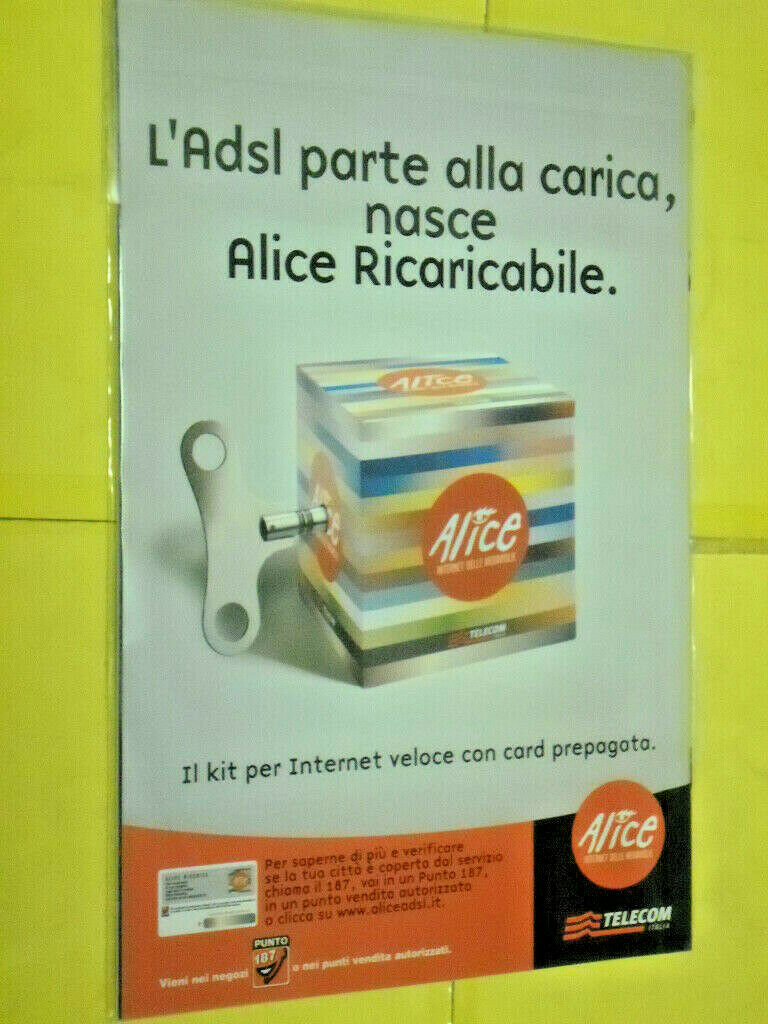 L'Adsl parte alla carica,
nasce
Alice Ricaricabile.
Alice
Alice
INTERNET DELLE MERAVIGLIE
TELECOM
Il kit per Internet veloce con card prepagata.
Per saperne di più e verificare
se la tua città è coperta dal servizio
chiama il 187, vai in un Punto 187,
in un punto vendita autorizzato
o clicca su www.aliceadsl.it.
Vieni nei negozi PUNTO 187 o nei punti vendita autorizzati.
Alice
INTERNET DELLE MERAVIGLIE
TELECOM
ITALIA